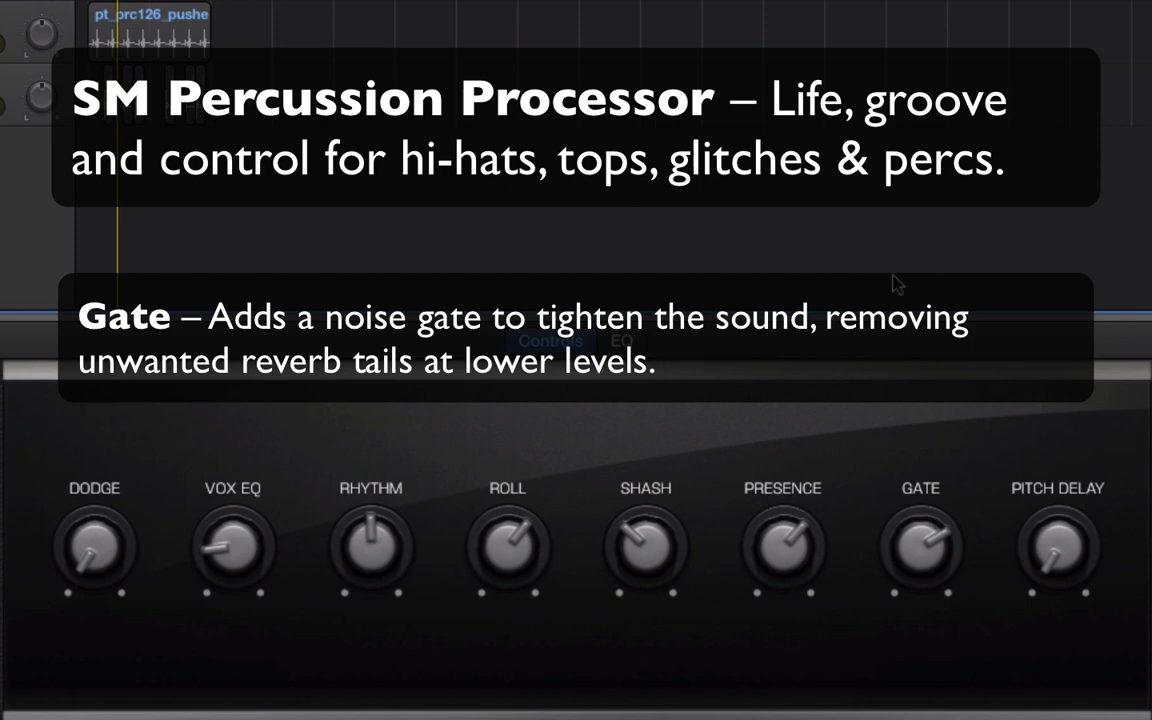 pt_prc126_pushe
SM Percussion Processor – Life, groove
and control for hi-hats, tops, glitches & percs.
Gate – Adds a noise gate to tighten the sound, removing
unwanted reverb tails at lower levels.
Controls EQ
DODGE VOX EQ RHYTHM ROLL SHASH PRESENCE GATE PITCH DELAY